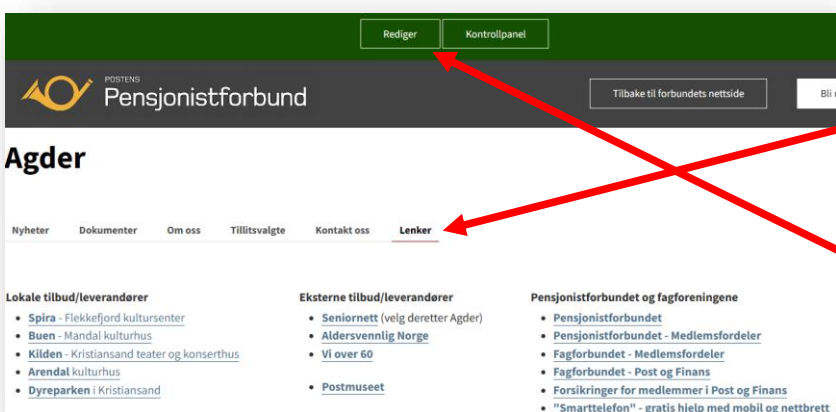 Rediger Kontrollpanel
POSTENS
Pensjonistforbund
Tilbake til forbundets nettside Bli
Agder
Nyheter Dokumenter Om oss Tillitsvalgte Kontakt oss Lenker
Lokale tilbud/leverandører
• Spira - Flekkefjord kultursenter
• Buen - Mandal kulturhus
• Kilden - Kristiansand teater og konserthus
• Arendal kulturhus
• Dyreparken i Kristiansand
Eksterne tilbud/leverandører
• Seniornett (velg deretter Agder)
• Aldersvennlig Norge
• Vi over 60
• Postmuseet
Pensjonistforbundet og fagforeningene
• Pensjonistforbundet
• Pensjonistforbundet - Medlemsfordeler
• Fagforbundet - Medlemsfordeler
• Fagforbundet - Post og Finans
• Forsikringer for medlemmer i Post og Finans
• "Smarttelefon" - gratis hjelp med mobil og nettbrett